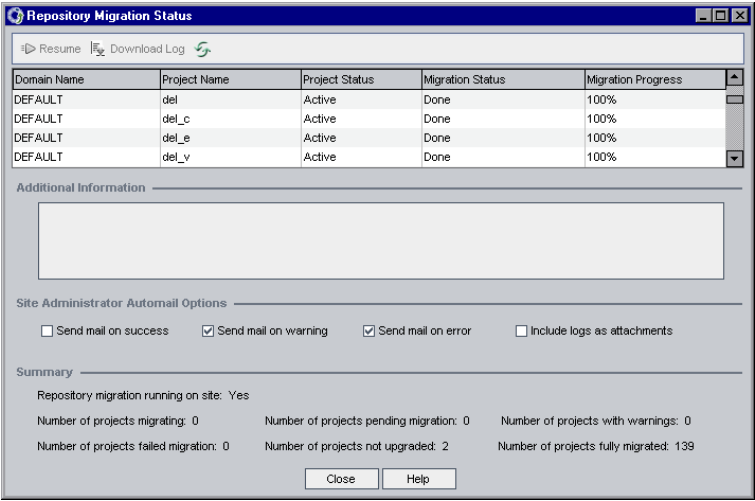 Repository Migration Status
Resume Download Log
Domain Name Project Name Project Status Migration Status Migration Progress
DEFAULT del Active Done 100%
DEFAULT del_c Active Done 100%
DEFAULT del_e Active Done 100%
DEFAULT del_v Active Done 100%
Additional Information
Site Administrator Automail Options
Send mail on success Send mail on warning Send mail on error Include logs as attachments
Summary
Repository migration running on site: Yes
Number of projects migrating: 0 Number of projects pending migration: 0 Number of projects with warnings: 0
Number of projects failed migration: 0 Number of projects not upgraded: 2 Number of projects fully migrated: 139
Close Help